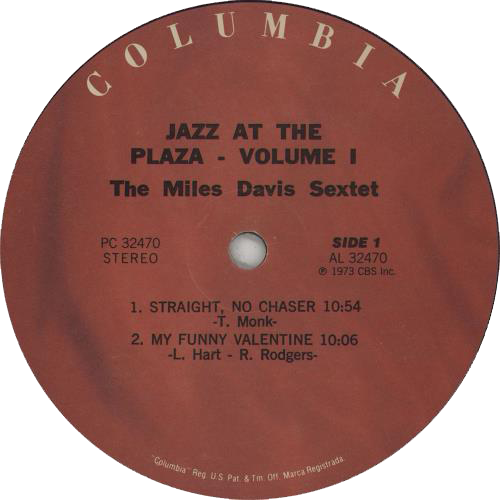 COLUMBIA
JAZZ AT THE
PLAZA - VOLUME I
The Miles Davis Sextet
PC 32470
STEREO
SIDE 1
AL 32470
℗ 1973 CBS Inc.
1. STRAIGHT, NO CHASER 10:54
-T. Monk-
2. MY FUNNY VALENTINE 10:06
-L. Hart - R. Rodgers-
"Columbia" Reg. U.S. Pat. & Tm. Off. Marca Registrada.